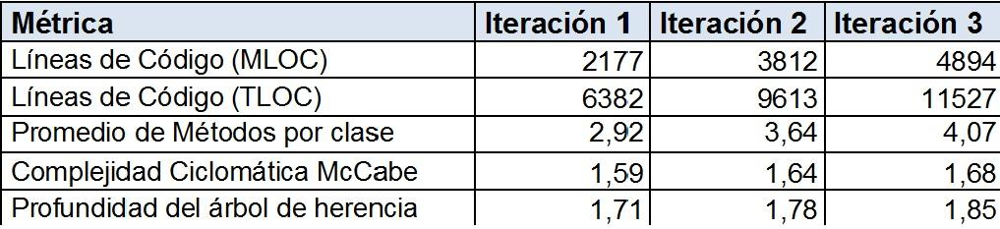 Métrica Iteración 1 Iteración 2 Iteración 3
Líneas de Código (MLOC) 2177 3812 4894
Líneas de Código (TLOC) 6382 9613 11527
Promedio de Métodos por clase 2,92 3,64 4,07
Complejidad Ciclomática McCabe 1,59 1,64 1,68
Profundidad del árbol de herencia 1,71 1,78 1,85